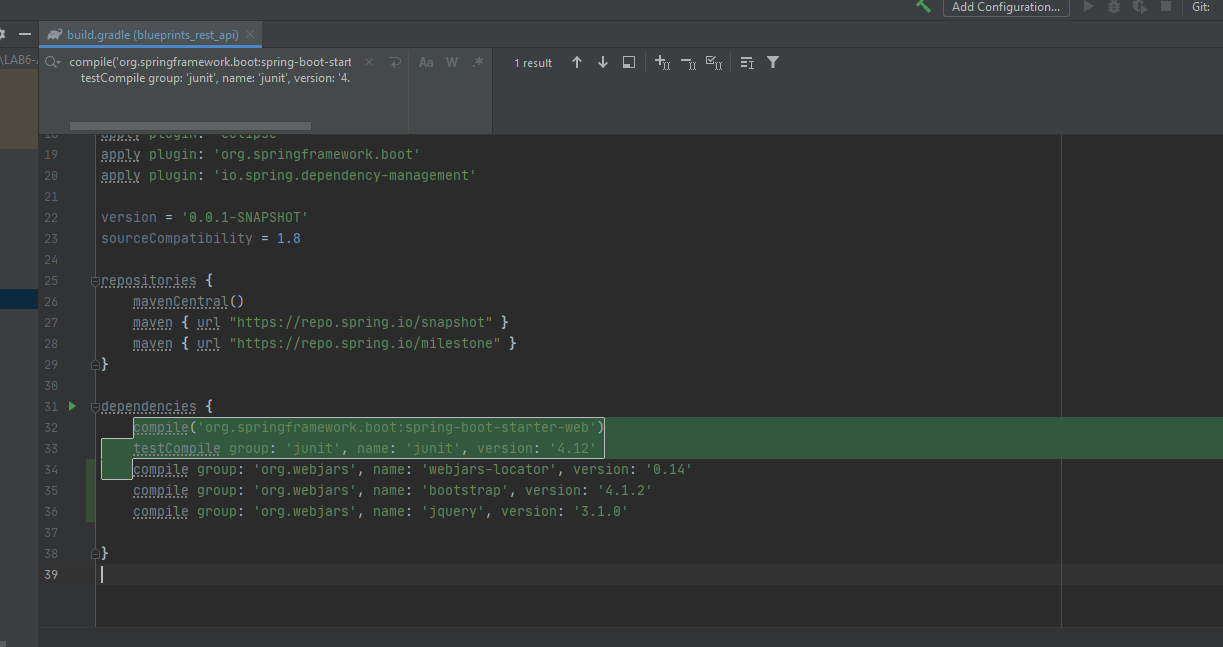 Add Configuration...
Git:
build.gradle (blueprints_rest_api)
\LAB6-
compile('org.springframework.boot:spring-boot-start
testCompile group: 'junit', name: 'junit', version: '4.
Aa W .*
1 result
18 apply plugin: 'eclipse'
19 apply plugin: 'org.springframework.boot'
20 apply plugin: 'io.spring.dependency-management'
21
22 version = '0.0.1-SNAPSHOT'
23 sourceCompatibility = 1.8
24
25 repositories {
26 mavenCentral()
27 maven { url "https://repo.spring.io/snapshot" }
28 maven { url "https://repo.spring.io/milestone" }
29 }
30
31 dependencies {
32 compile('org.springframework.boot:spring-boot-starter-web')
33 testCompile group: 'junit', name: 'junit', version: '4.12'
34 compile group: 'org.webjars', name: 'webjars-locator', version: '0.14'
35 compile group: 'org.webjars', name: 'bootstrap', version: '4.1.2'
36 compile group: 'org.webjars', name: 'jquery', version: '3.1.0'
37
38 }
39